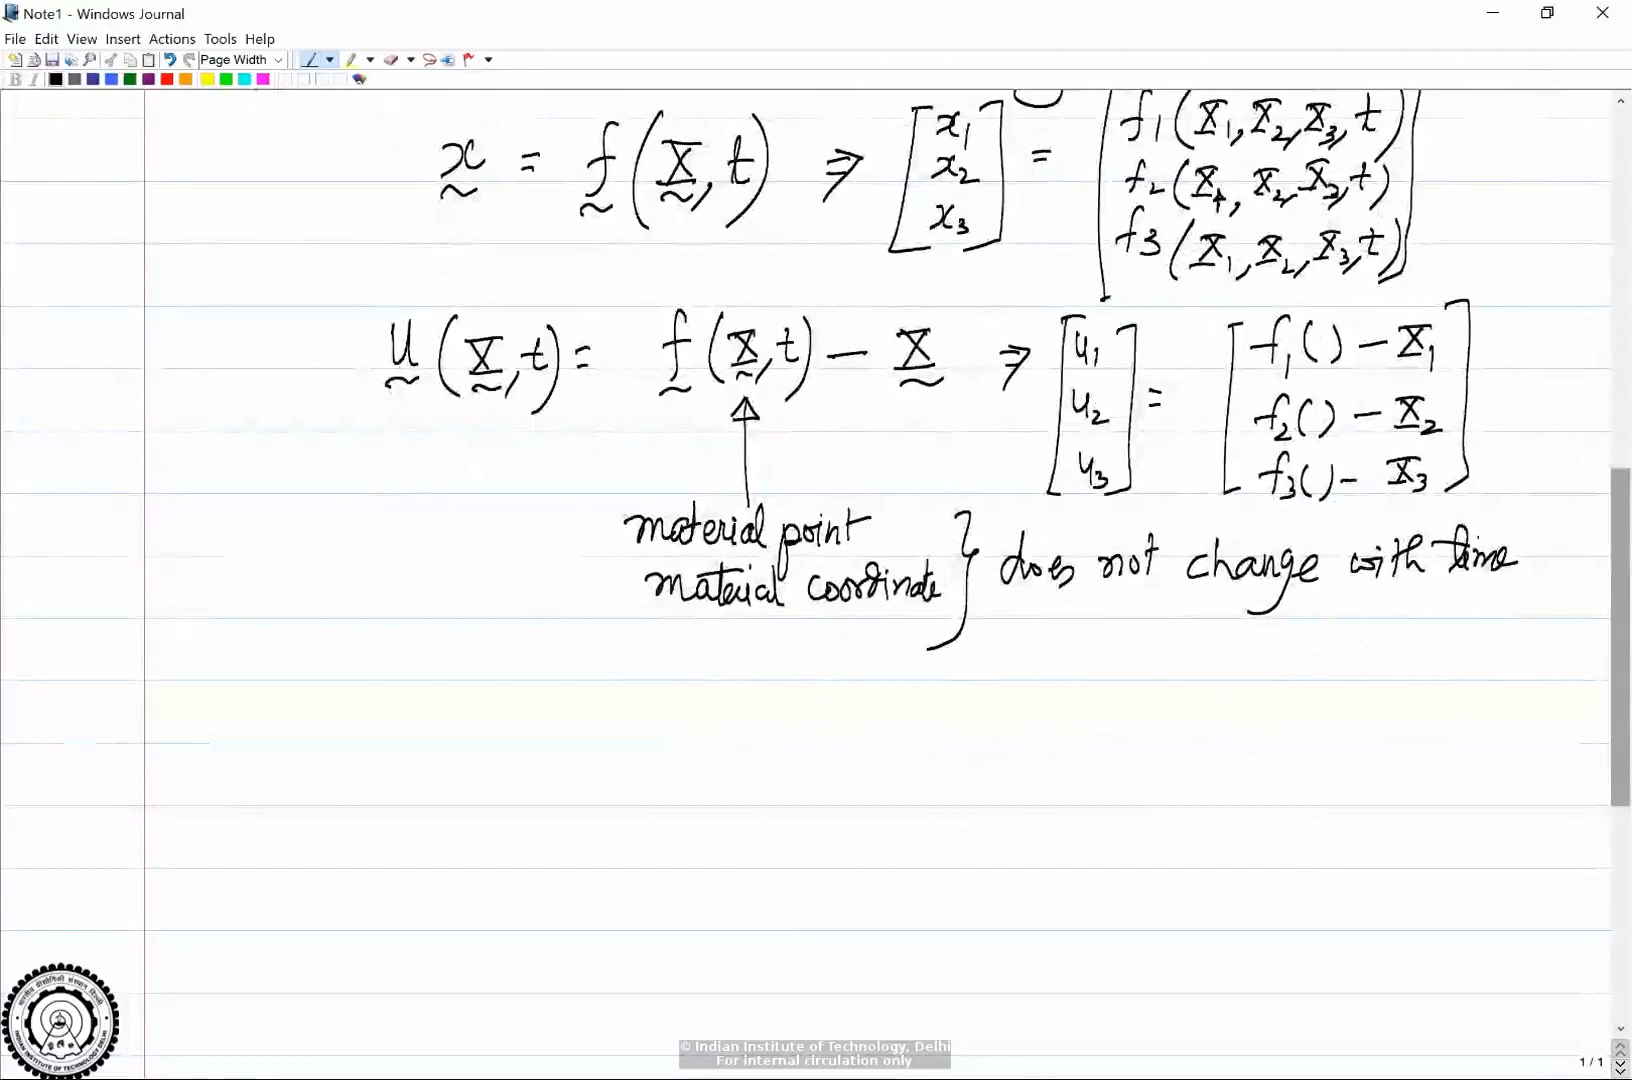 Note1 - Windows Journal
File Edit View Insert Actions Tools Help
Page Width
B I
x = f(X, t) ⇒ [x1 x2 x3] = [f1(X1, X2, X3, t)
f2(X1, X2, X3, t)
f3(X1, X2, X3, t)]
u(X, t) = f(X, t) – X ⇒ [u1 u2 u3] = [f1() – X1
f2() – X2
f3() – X3]
material point
material coordinate } does not change with time
© Indian Institute of Technology, Delhi
For internal circulation only
1 / 1